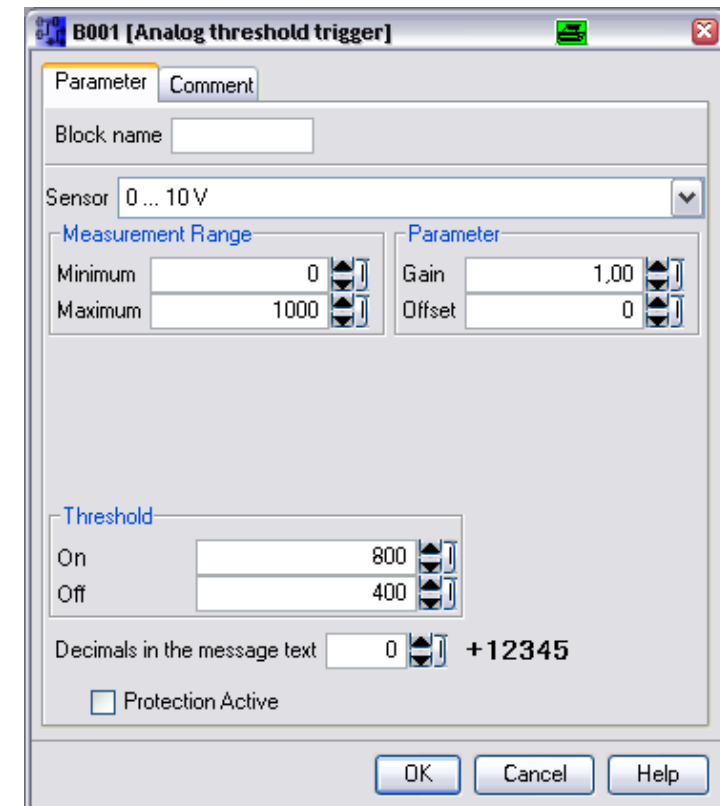 B001 [Analog threshold trigger]
Parameter Comment
Block name
Sensor 0 ... 10 V
Measurement Range Parameter
Minimum 0 Gain 1,00
Maximum 1000 Offset 0
Threshold
On 800
Off 400
Decimals in the message text 0 +12345
Protection Active
OK Cancel Help